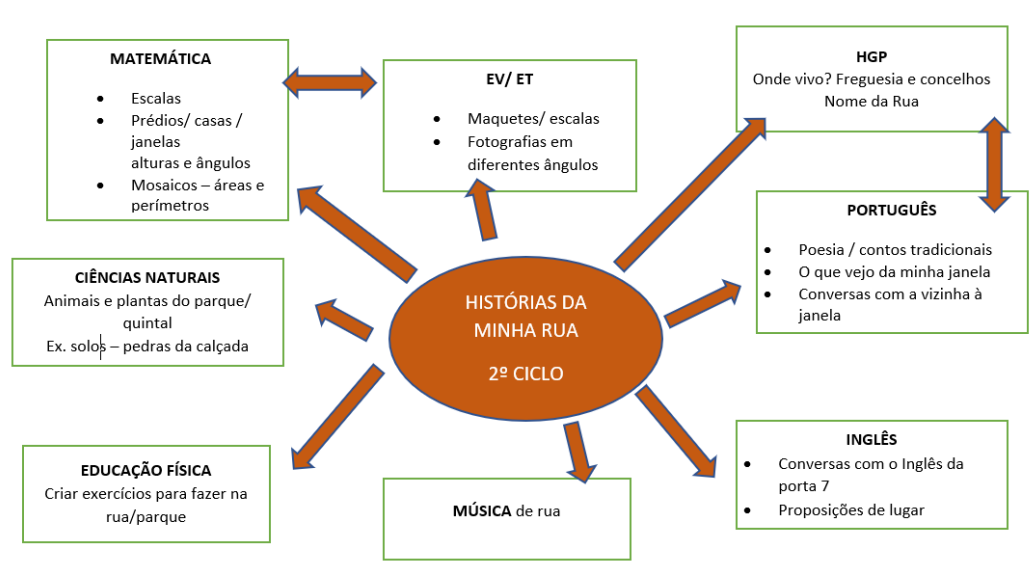 MATEMÁTICA
• Escalas
• Prédios/ casas /
janelas
alturas e ângulos
• Mosaicos – áreas e
perímetros
EV/ ET
• Maquetes/ escalas
• Fotografias em
diferentes ângulos
HGP
Onde vivo? Freguesia e concelhos
Nome da Rua
PORTUGUÊS
• Poesia / contos tradicionais
• O que vejo da minha janela
• Conversas com a vizinha à
janela
CIÊNCIAS NATURAIS
Animais e plantas do parque/
quintal
Ex. solos – pedras da calçada
HISTÓRIAS DA
MINHA RUA
2º CICLO
EDUCAÇÃO FÍSICA
Criar exercícios para fazer na
rua/parque
MÚSICA de rua
INGLÊS
• Conversas com o Inglês da
porta 7
• Proposições de lugar